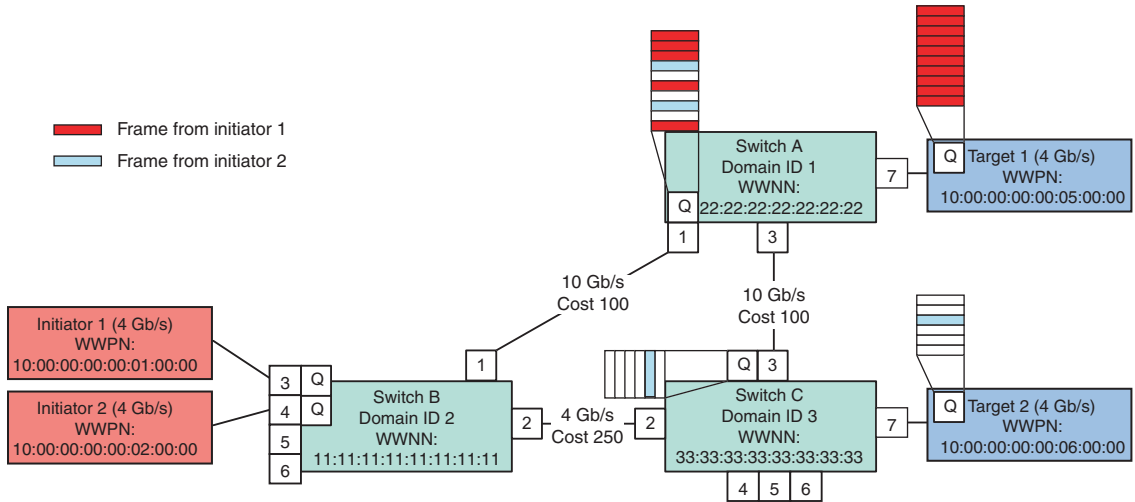 Frame from initiator 1
Frame from initiator 2
Q
Switch A
Domain ID 1
WWNN:
22:22:22:22:22:22:22:22
1
3
7
Q
Target 1 (4 Gb/s)
WWPN:
10:00:00:00:00:05:00:00
10 Gb/s
Cost 100
10 Gb/s
Cost 100
Initiator 1 (4 Gb/s)
WWPN:
10:00:00:00:00:01:00:00
Initiator 2 (4 Gb/s)
WWPN:
10:00:00:00:00:02:00:00
1
3
Q
4
Q
5
6
Switch B
Domain ID 2
WWNN:
11:11:11:11:11:11:11:11
2
4 Gb/s
Cost 250
2
Q
3
Switch C
Domain ID 3
WWNN:
33:33:33:33:33:33:33:33
4
5
6
7
Q
Target 2 (4 Gb/s)
WWPN:
10:00:00:00:00:06:00:00